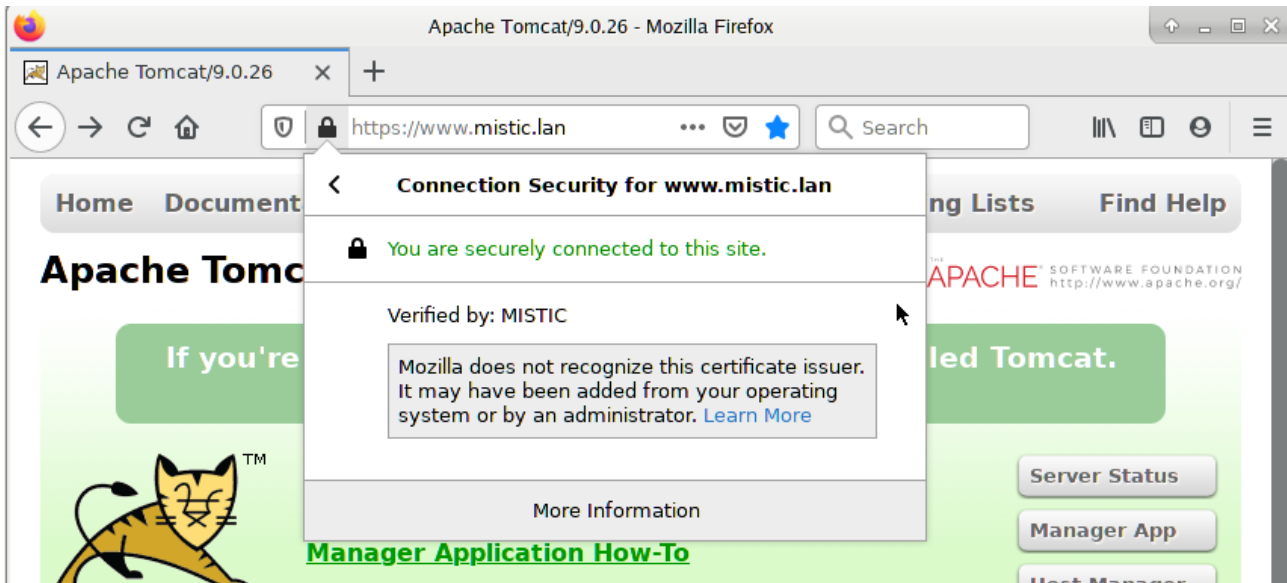 Apache Tomcat/9.0.26 - Mozilla Firefox
Apache Tomcat/9.0.26
https://www.mistic.lan
Search
Connection Security for www.mistic.lan
Home Document ng Lists Find Help
You are securely connected to this site.
Apache Tomc
THE
APACHE SOFTWARE FOUNDATION
http://www.apache.org/
Verified by: MISTIC
If you're led Tomcat.
Mozilla does not recognize this certificate issuer.
It may have been added from your operating
system or by an administrator. Learn More
TM
Server Status
More Information
Manager App
Manager Application How-To
Host Manager